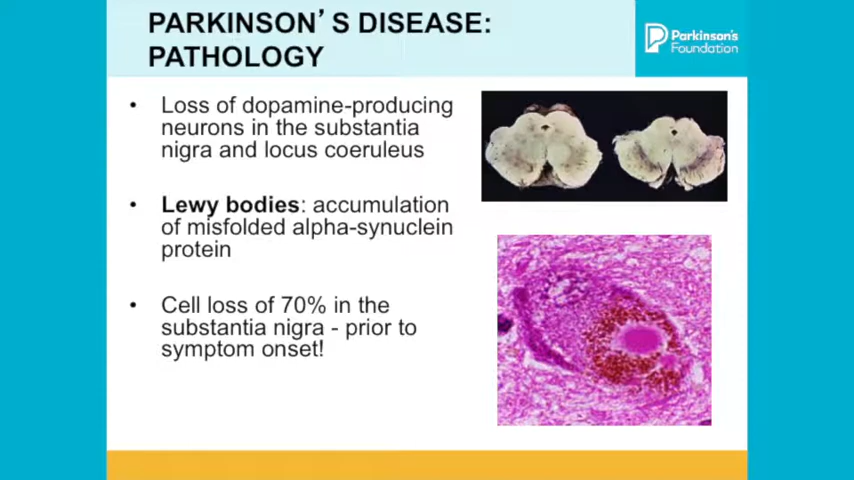 PARKINSON’S DISEASE:
PATHOLOGY
Parkinson's
Foundation
• Loss of dopamine-producing
neurons in the substantia
nigra and locus coeruleus
• Lewy bodies: accumulation
of misfolded alpha-synuclein
protein
• Cell loss of 70% in the
substantia nigra - prior to
symptom onset!